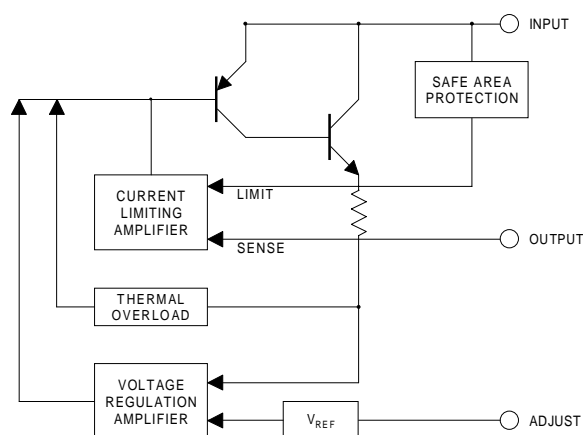 INPUT
SAFE AREA
PROTECTION
LIMIT
CURRENT
LIMITING
AMPLIFIER
SENSE
OUTPUT
THERMAL
OVERLOAD
VOLTAGE
REGULATION
AMPLIFIER
VREF
ADJUST